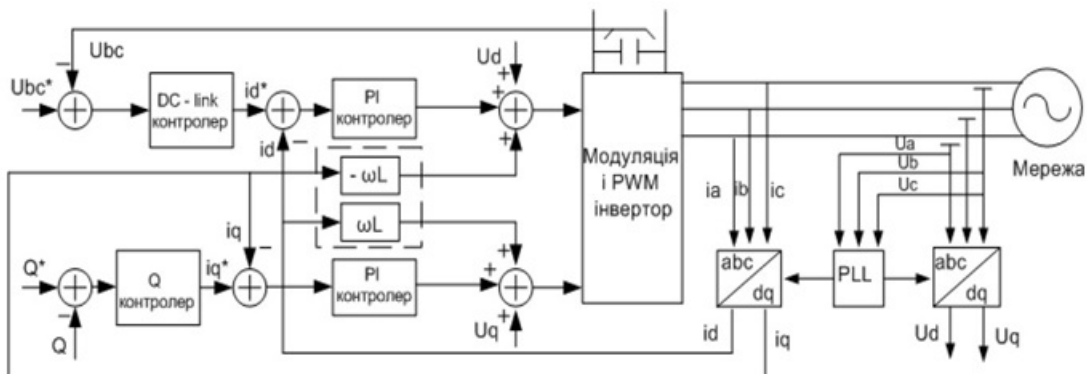 Ubc
Ud
Ubc*
DC - link
контролер
id*
PI
контролер
id
- ωL
ωL
iq
Q*
Q
контролер
iq*
PI
контролер
Q
Uq
Модуляція
і PWM
інвертор
ia
ib
ic
Ua
Ub
Uc
Мережа
abc
dq
PLL
abc
dq
id
iq
Ud
Uq